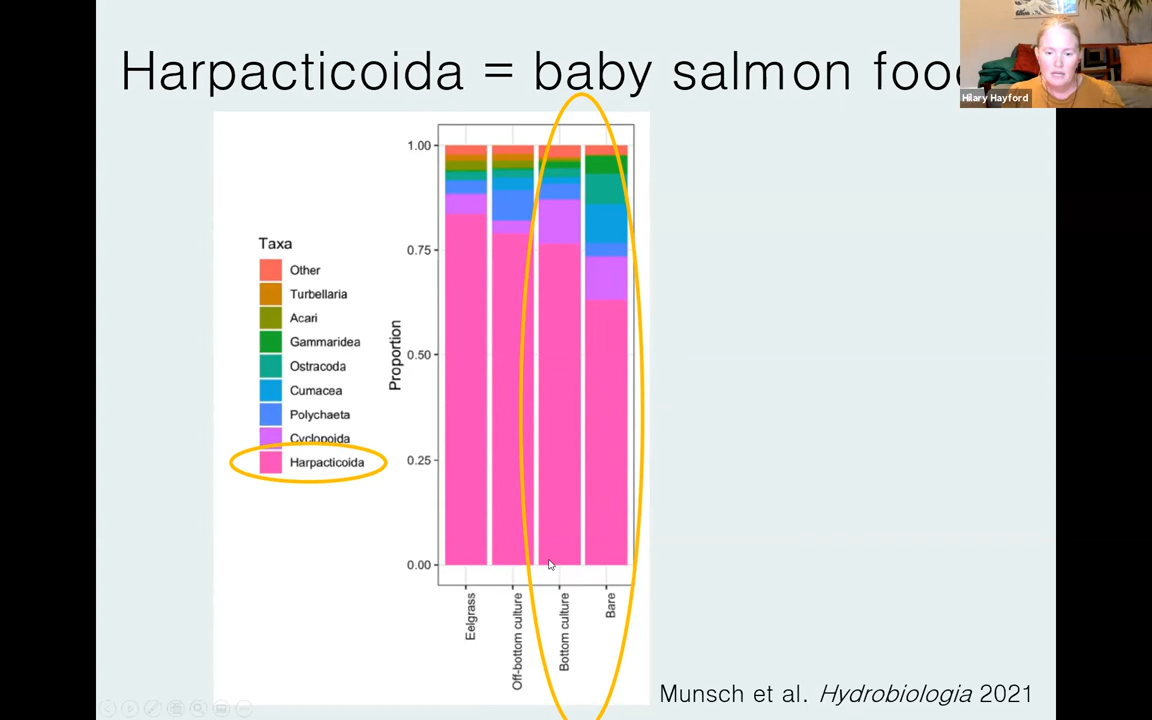 Harpacticoida = baby salmon food
Hilary Hayford
Taxa
Other
Turbellaria
Acari
Gammaridea
Ostracoda
Cumacea
Polychaeta
Cyclopoida
Harpacticoida
Proportion
1.00
0.75
0.50
0.25
0.00
Eelgrass
Off-bottom culture
Bottom culture
Bare
Munsch et al. Hydrobiologia 2021